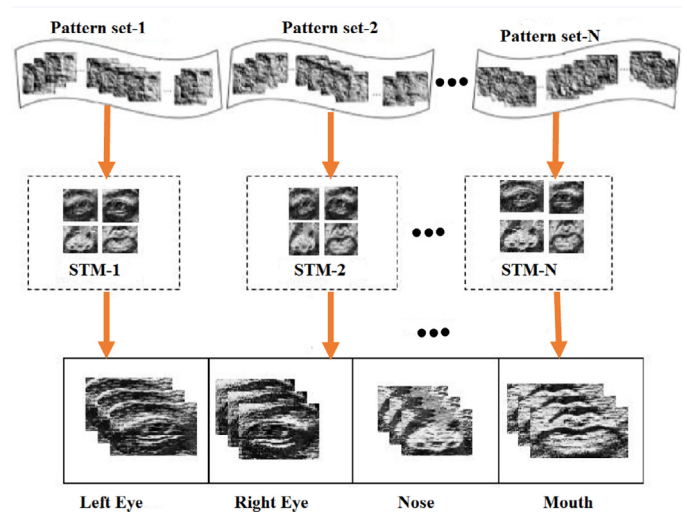 Pattern set-1
Pattern set-2
Pattern set-N
STM-1
STM-2
STM-N
Left Eye
Right Eye
Nose
Mouth